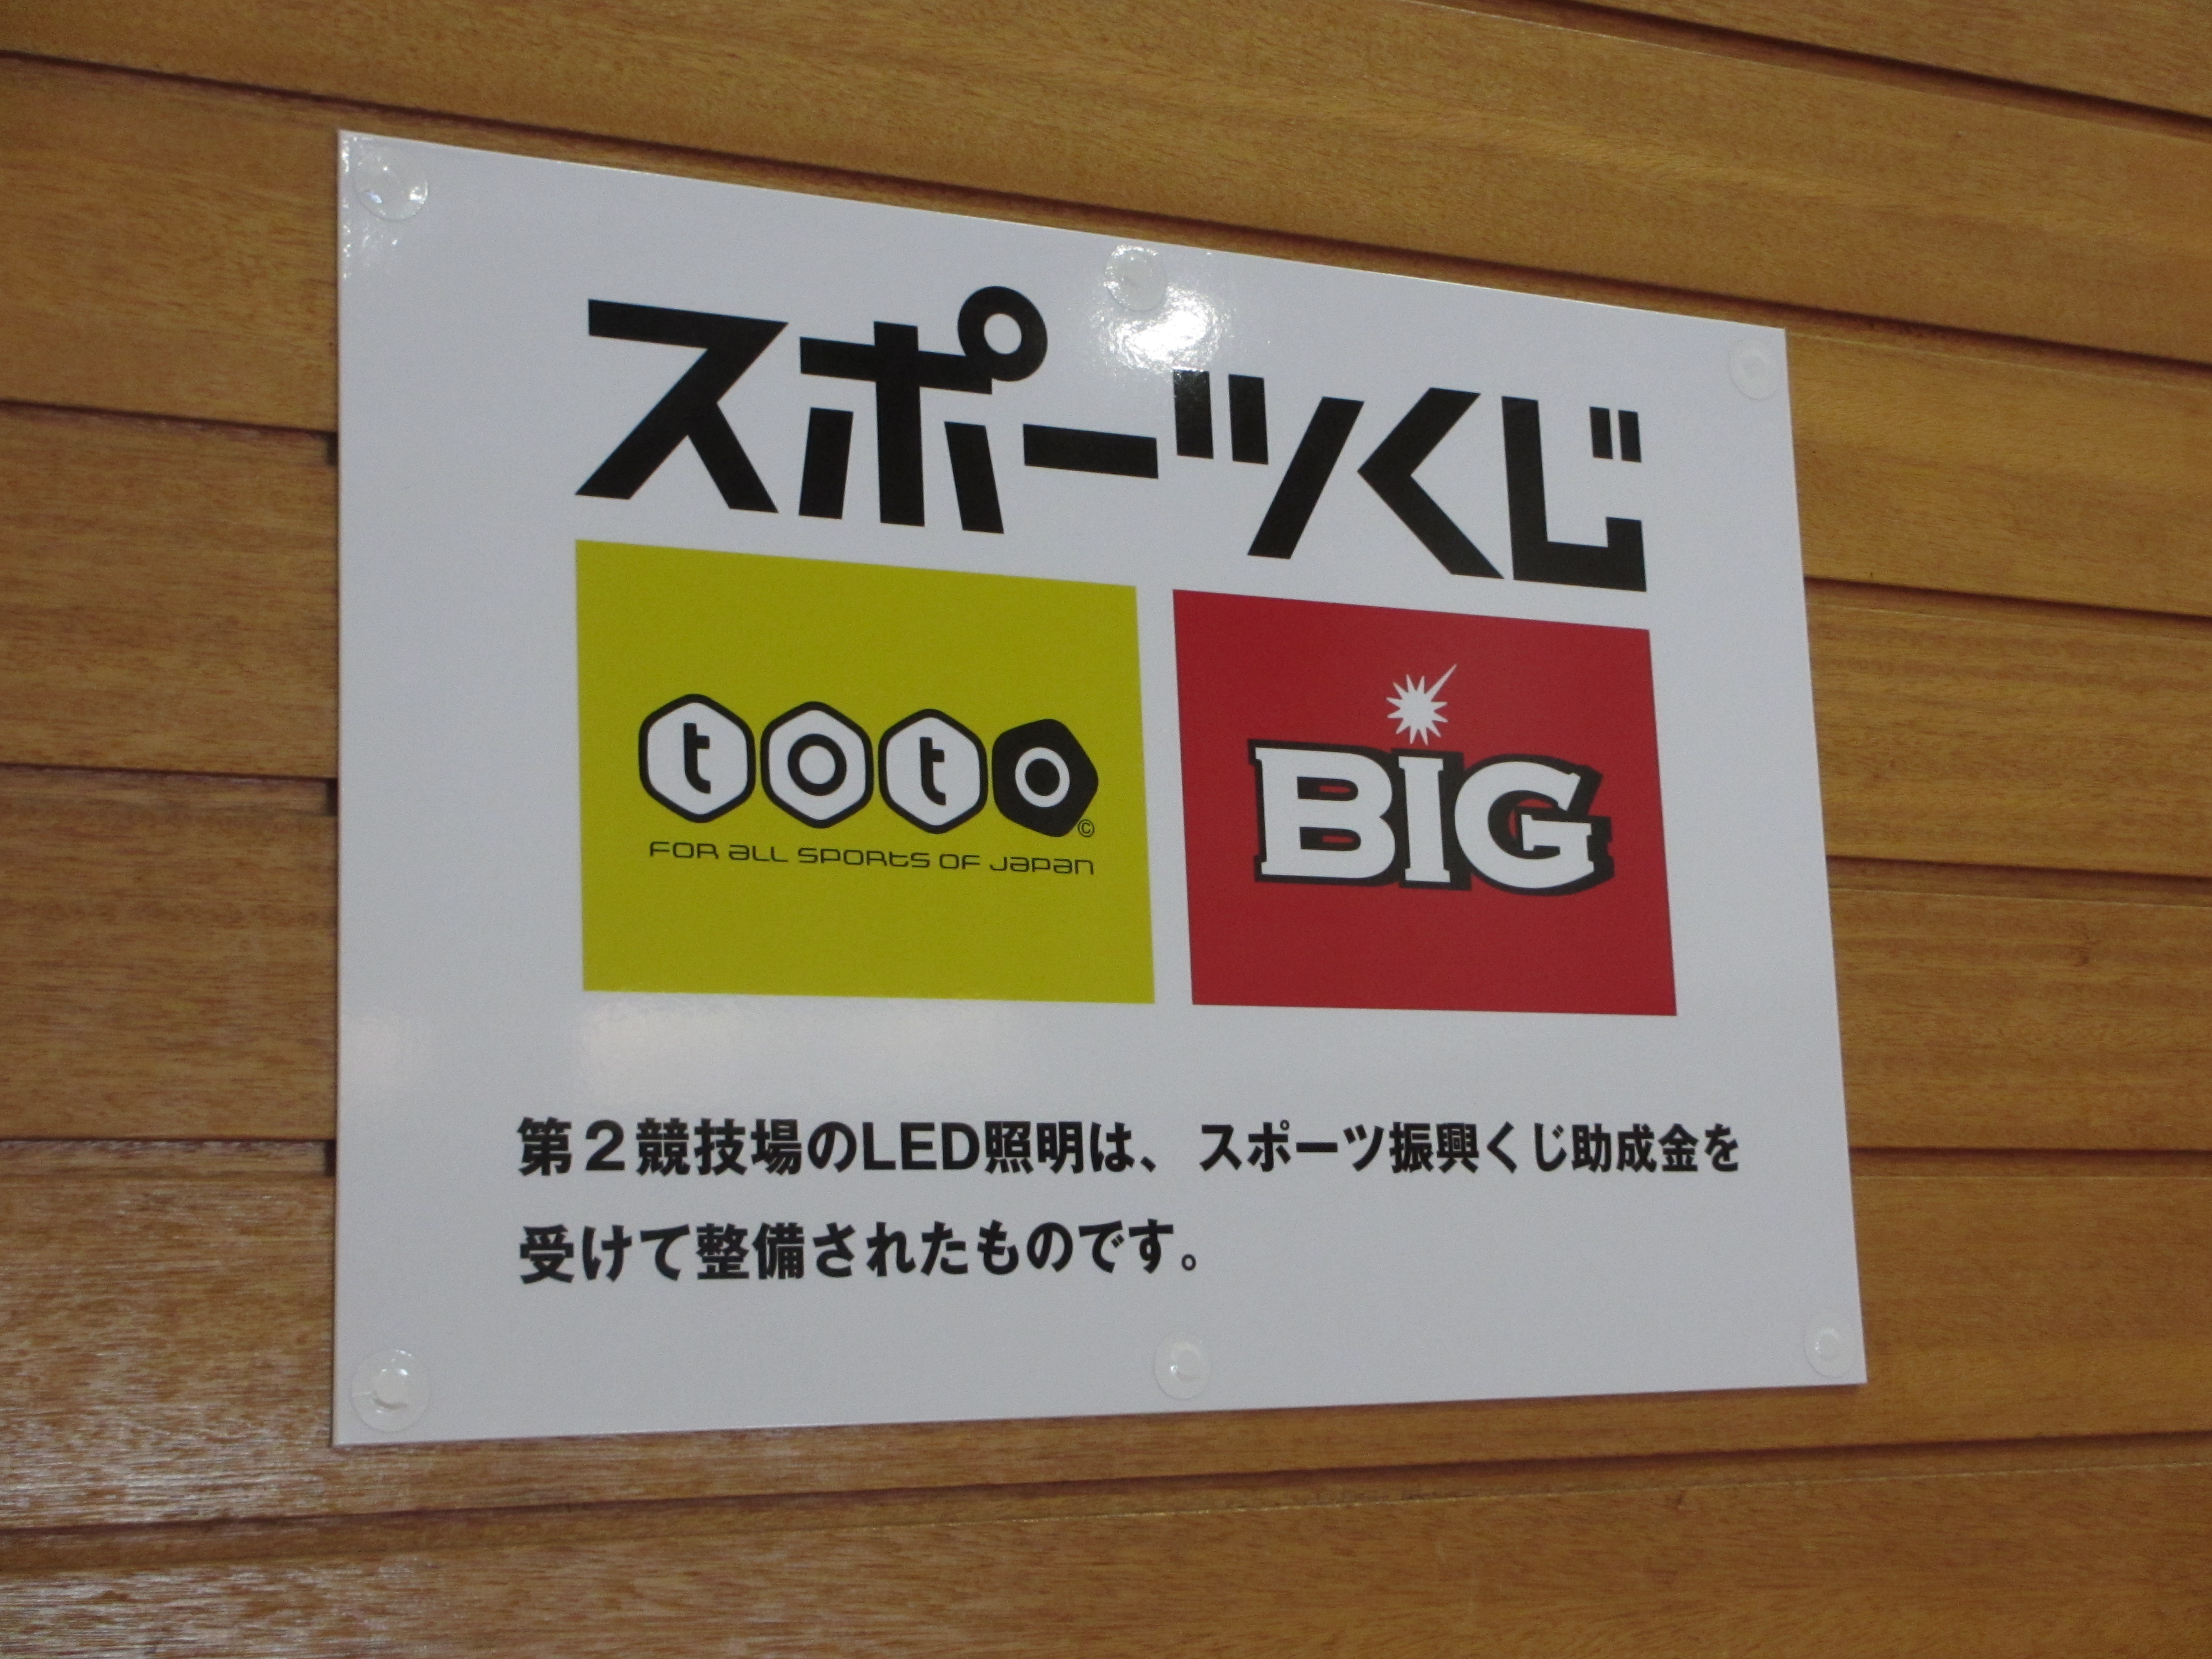 スポーツくじ
toto
©
FOR ALL SPORTS OF JAPAN
BIG
第２競技場のLED照明は、スポーツ振興くじ助成金を
受けて整備されたものです。